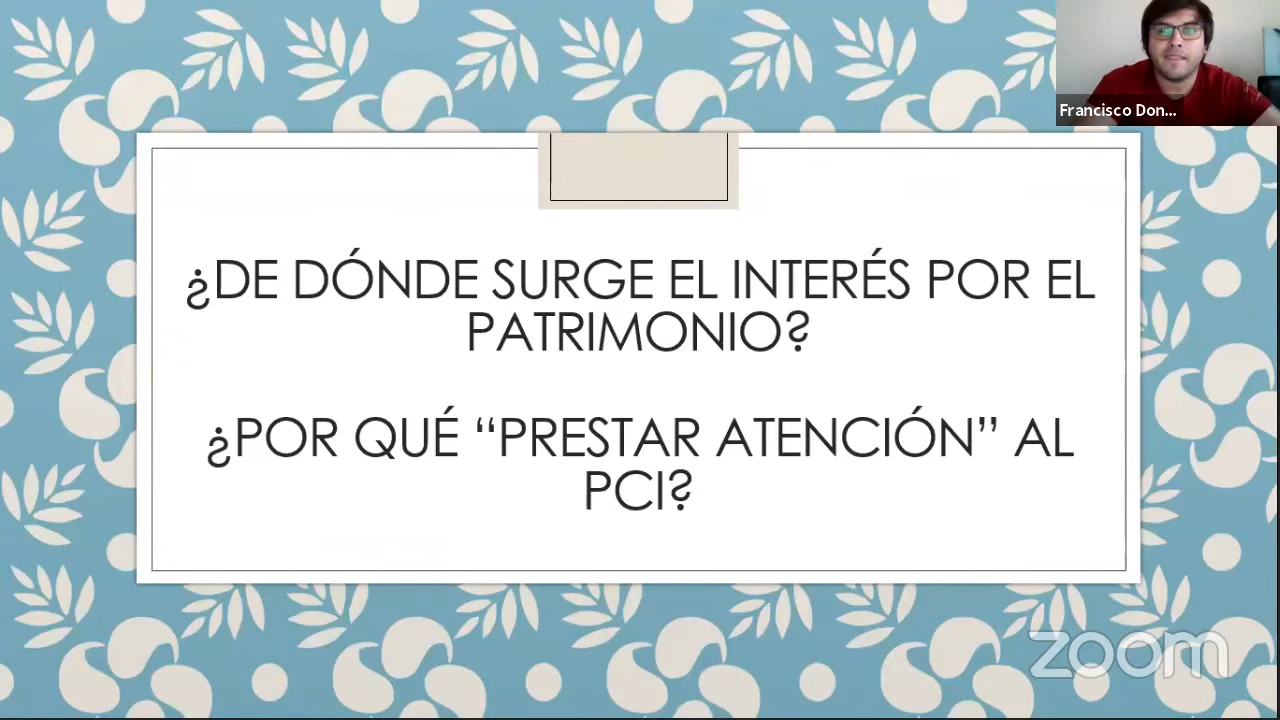 Francisco Don...
¿DE DÓNDE SURGE EL INTERÉS POR EL
PATRIMONIO?
¿POR QUÉ “PRESTAR ATENCIÓN” AL
PCI?
zoom